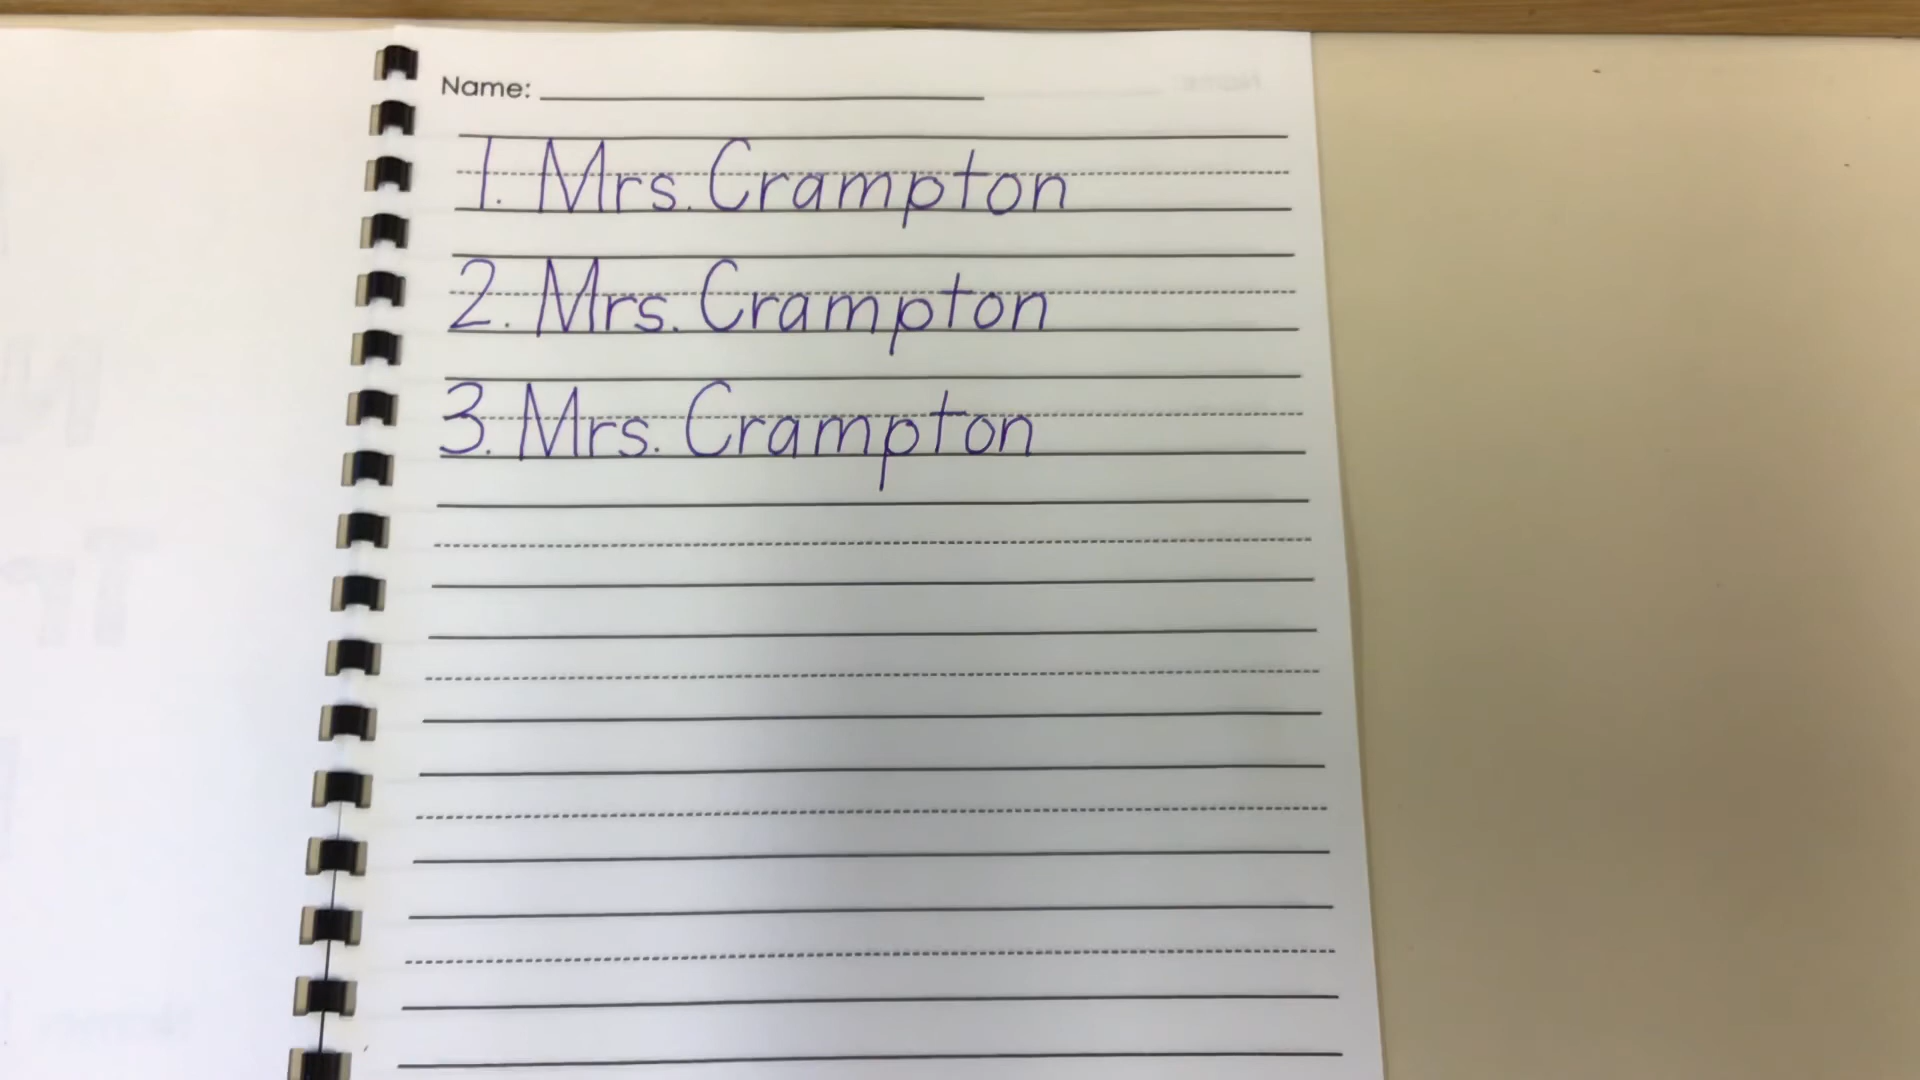 Name:
1. Mrs. Crampton
2. Mrs. Crampton
3. Mrs. Crampton